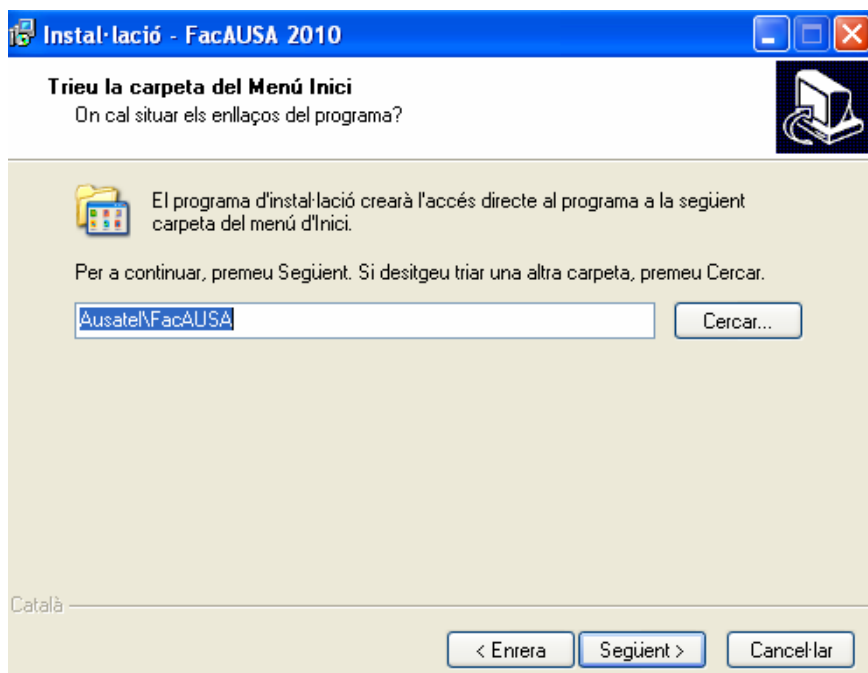 Instal·lació - FacAUSA 2010
Trieu la carpeta del Menú Inici
On cal situar els enllaços del programa?
El programa d'instal·lació crearà l'accés directe al programa a la següent
carpeta del menú d'Inici.
Per a continuar, premeu Següent. Si desitgeu triar una altra carpeta, premeu Cercar.
Ausatel\FacAUSA
Cercar...
Català
< Enrera
Següent >
Cancel·lar